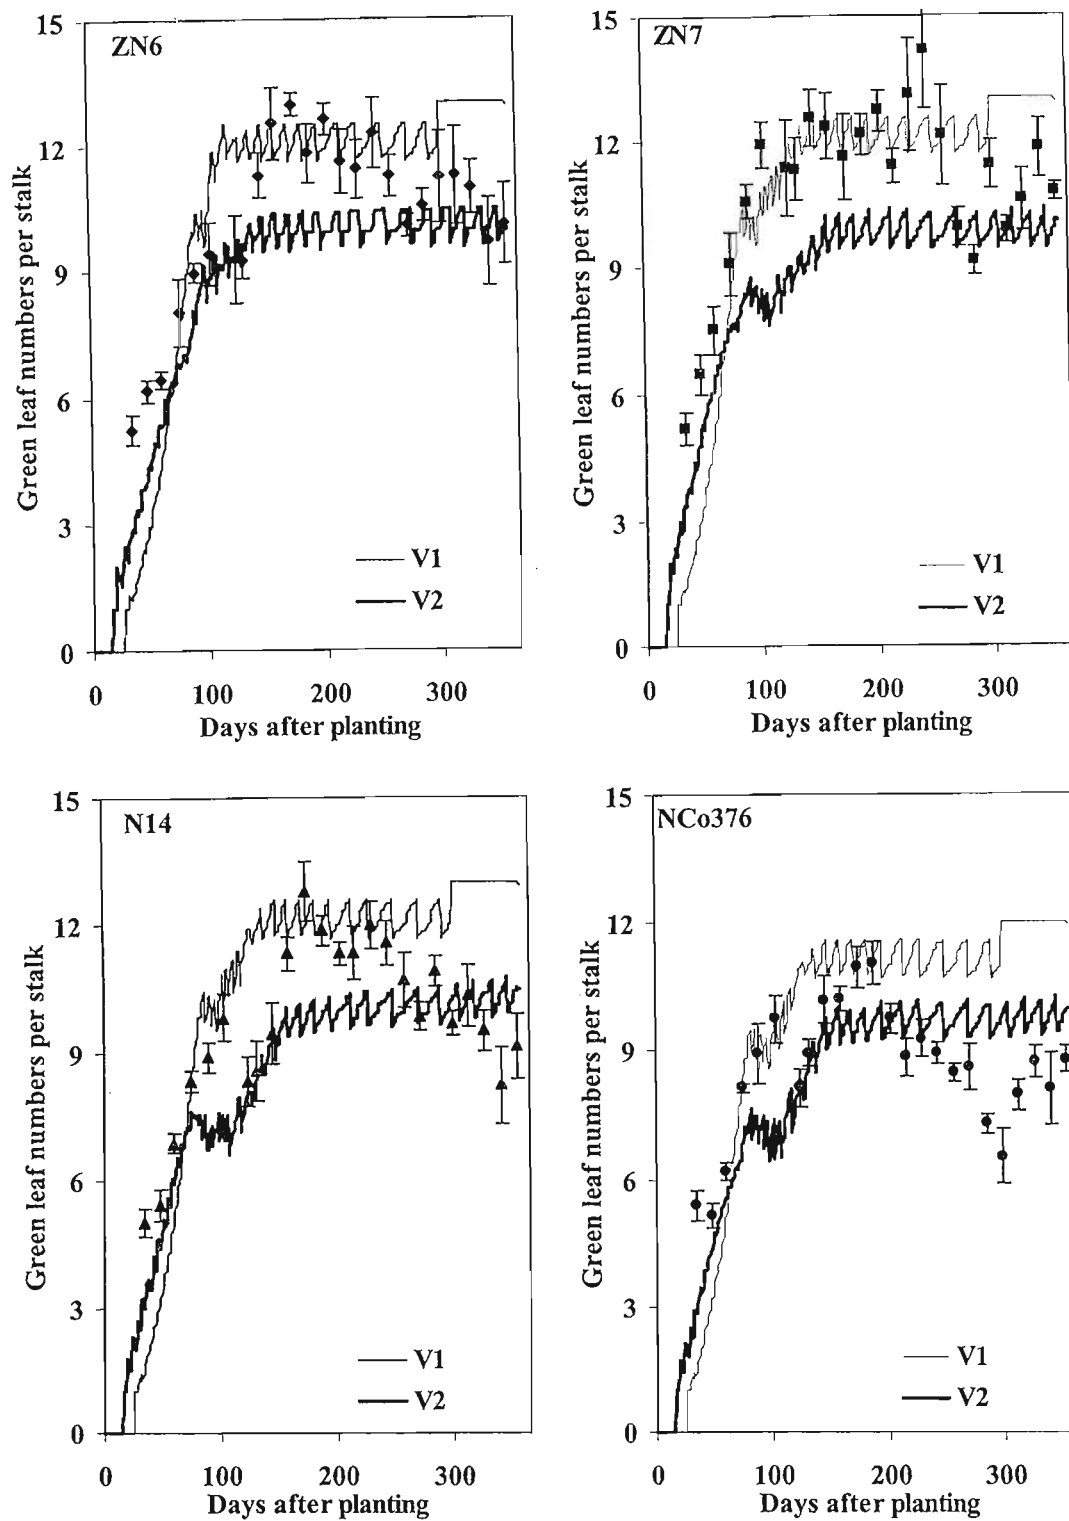 15
ZN6
12
9
6
3
0
Green leaf numbers per stalk
V1
V2
0 100 200 300
Days after planting
15
ZN7
12
9
6
3
0
Green leaf numbers per stalk
V1
V2
0 100 200 300
Days after planting
15
N14
12
9
6
3
0
Green leaf numbers per stalk
V1
V2
0 100 200 300
Days after planting
15
NCo376
12
9
6
3
0
Green leaf numbers per stalk
V1
V2
0 100 200 300
Days after planting